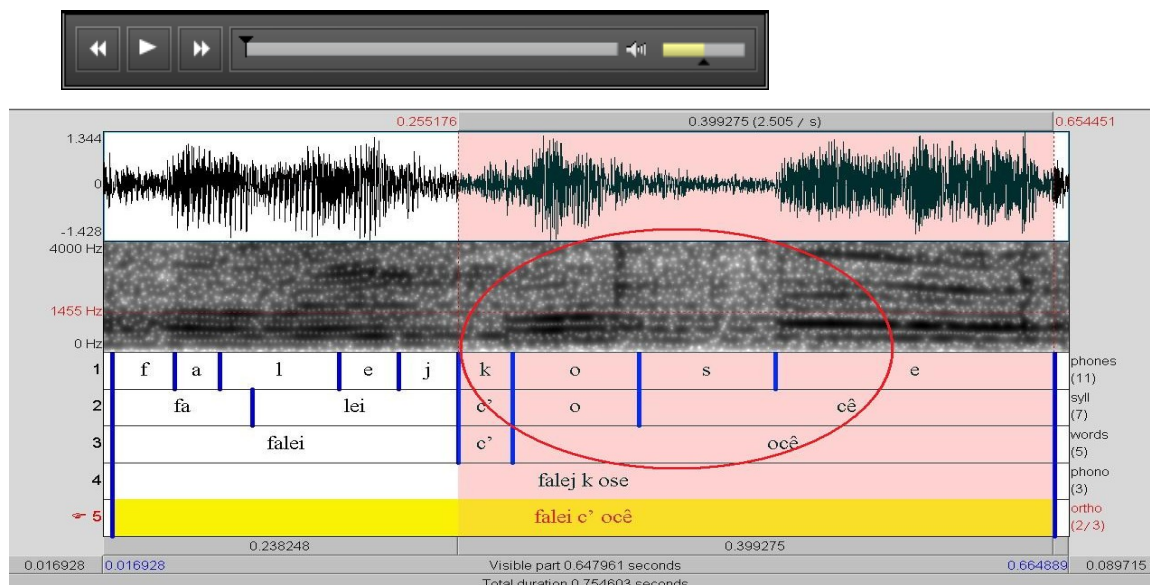 0.255176 0.399275 (2.505 / s) 0.654451
1.344
0
-1.428
4000 Hz
1455 Hz
0 Hz
1 f a l e j k o s e phones (11)
2 fa lei c’ o cê syll (7)
3 falei c’ ocê words (5)
4 falej k ose phono (3)
5 falei c’ ocê ortho (2/3)
0.238248 0.399275
0.016928 0.016928 Visible part 0.647961 seconds 0.664889 0.089715
Total duration 0.754603 seconds